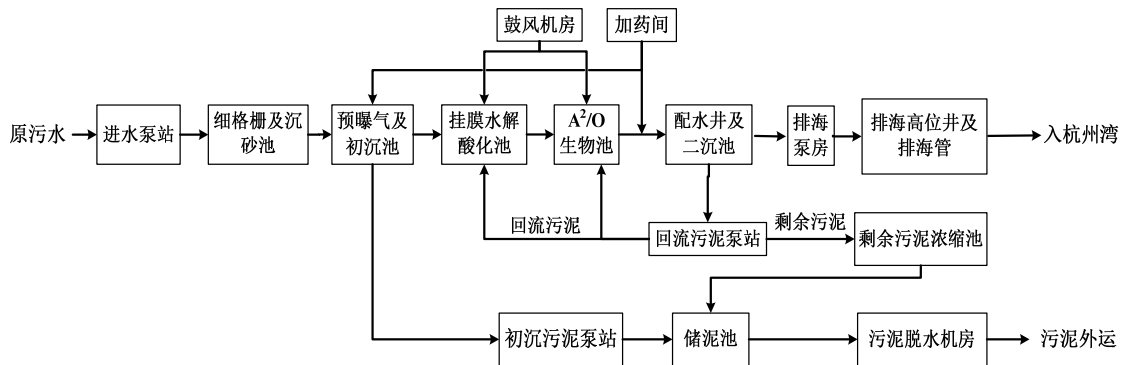 鼓风机房
加药间
原污水
进水泵站
细格栅及沉
砂池
预曝气及
初沉池
挂膜水解
酸化池
A²/O
生物池
配水井及
二沉池
排海
泵房
排海高位井及
排海管
入杭州湾
回流污泥
回流污泥泵站
剩余污泥
剩余污泥浓缩池
初沉污泥泵站
储泥池
污泥脱水机房
污泥外运